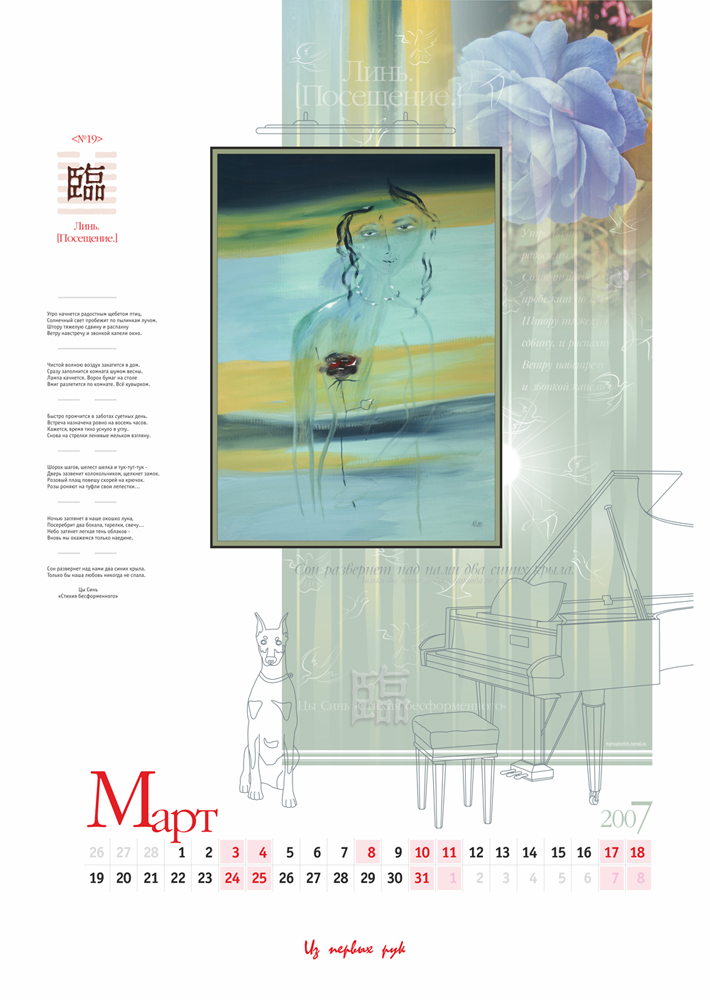 Линь.
[Посещение.]
<№19>
臨
Линь.
[Посещение.]
Утро начнется радостным щебетом птиц,
Солнечный свет пробежит по пылинкам лучом.
Штору тяжелую сдвину и распахну
Ветру навстречу и звонкой капели окно.
Чистой волною воздух закатится в дом.
Сразу заполнится комната шумом весны.
Лампа качнется. Ворох бумаг на столе
Вмиг разлетится по комнате. Всё кувырком.
Быстро промчится в заботах суетных день.
Встреча назначена ровно на восемь часов.
Кажется, время тихо уснуло в углу.
Снова на стрелки ленивые мельком взгляну.
Шорох шагов, шелест шелка и тук-тут-тук -
Дверь зазвенит колокольчиком, щелкнет замок.
Розовый плащ повешу скорей на крючок.
Розы роняют на туфли свои лепестки...
Ночью заглянет в наше окошко луна,
Посеребрит два бокала, тарелки, свечу...
Небо затянет легкая тень облаков -
Вновь мы окажемся только наедине.
Сон развернет над нами два синих крыла.
Только бы наша любовь никогда не спала.
Цы Синь
«Стихия бесформенного»
Ветру навстречу
и звонкой капели
Сон развернет над нами два синих крыла.
臨
Цы Синь «Стихия бесформенного»
Март
2007
26 27 28 1 2 3 4 5 6 7 8 9 10 11 12 13 14 15 16 17 18
19 20 21 22 23 24 25 26 27 28 29 30 31 1 2 3 4 5 6 7 8
Из первых рук